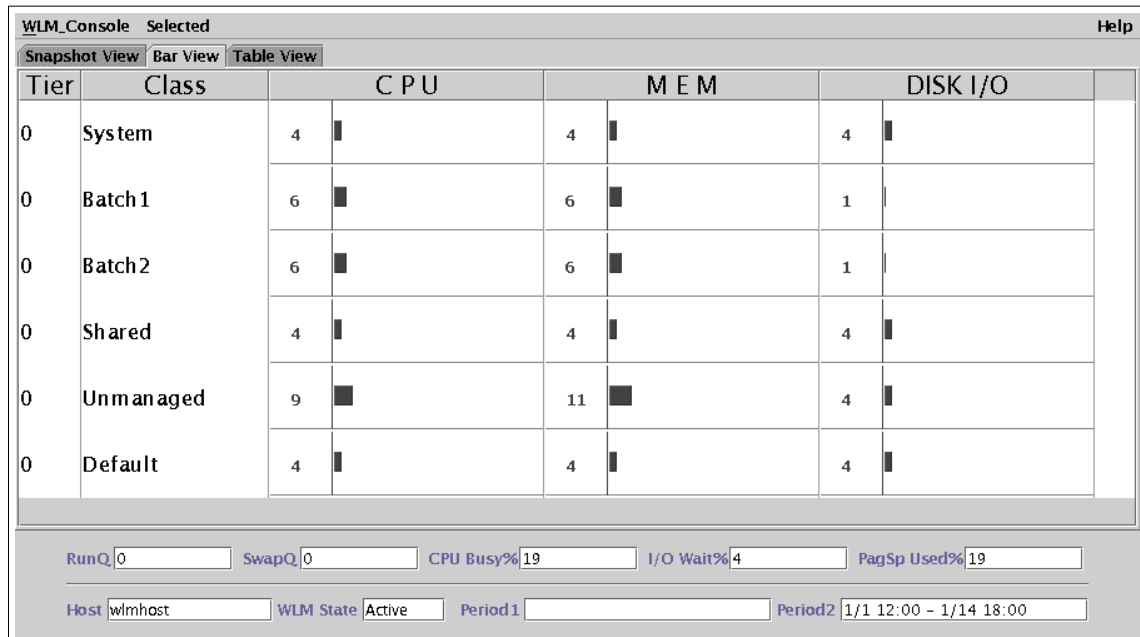 WLM_Console Selected Help
Snapshot View Bar View Table View
Tier Class CPU MEM DISK I/O
0 System 4 4 4
0 Batch1 6 6 1
0 Batch2 6 6 1
0 Shared 4 4 4
0 Unmanaged 9 11 4
0 Default 4 4 4
RunQ 0 SwapQ 0 CPU Busy% 19 I/O Wait% 4 PagSp Used% 19
Host wlmhost WLM State Active Period1 Period2 1/1 12:00 – 1/14 18:00